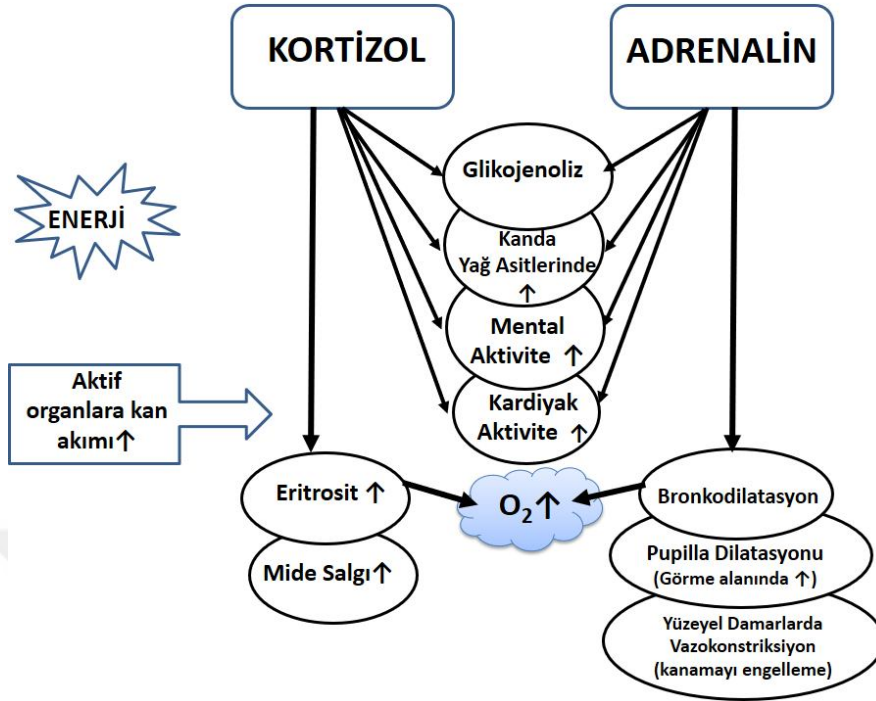 KORTİZOL
ADRENALİN
Glikojenoliz
ENERJİ
Kanda
Yağ Asitlerinde
↑
Mental
Aktivite ↑
Aktif
organlara kan
akımı↑
Kardiyak
Aktivite ↑
Eritrosit ↑
O₂↑
Bronkodilatasyon
Mide Salgı↑
Pupilla Dilatasyonu
(Görme alanında ↑)
Yüzeyel Damarlarda
Vazokonstriksiyon
(kanamayı engelleme)